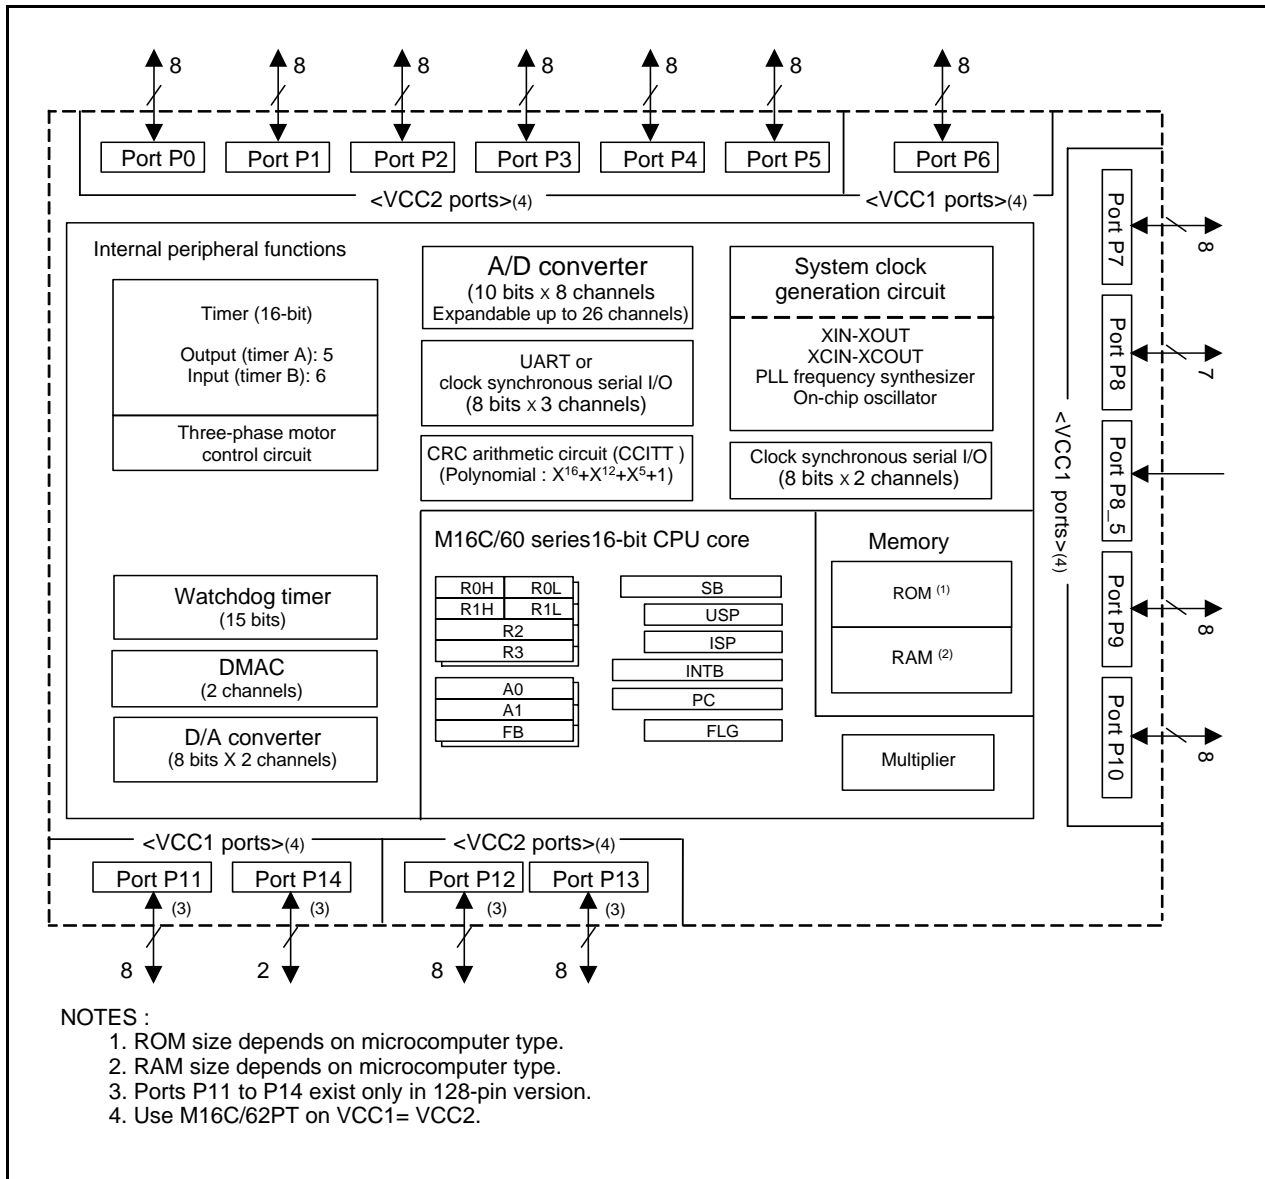 8 8 8 8 8 8 8
Port P0 Port P1 Port P2 Port P3 Port P4 Port P5 Port P6
<VCC2 ports>(4) <VCC1 ports>(4)
Internal peripheral functions
Timer (16-bit)
Output (timer A): 5
Input (timer B): 6
Three-phase motor
control circuit
Watchdog timer
(15 bits)
DMAC
(2 channels)
D/A converter
(8 bits X 2 channels)
A/D converter
(10 bits x 8 channels
Expandable up to 26 channels)
UART or
clock synchronous serial I/O
(8 bits x 3 channels)
CRC arithmetic circuit (CCITT )
(Polynomial : X16+X12+X5+1)
System clock
generation circuit
XIN-XOUT
XCIN-XCOUT
PLL frequency synthesizer
On-chip oscillator
Clock synchronous serial I/O
(8 bits x 2 channels)
M16C/60 series16-bit CPU core
R0H R0L
R1H R1L
R2
R3
A0
A1
FB
SB
USP
ISP
INTB
PC
FLG
Memory
ROM (1)
RAM (2)
Multiplier
<VCC1 ports>(4)
Port P7 8
Port P8 7
Port P8_5
Port P9 8
Port P10 8
<VCC1 ports>(4) <VCC2 ports>(4)
Port P11 Port P14 Port P12 Port P13
(3) (3) (3) (3)
8 2 8 8
NOTES :
1. ROM size depends on microcomputer type.
2. RAM size depends on microcomputer type.
3. Ports P11 to P14 exist only in 128-pin version.
4. Use M16C/62PT on VCC1= VCC2.